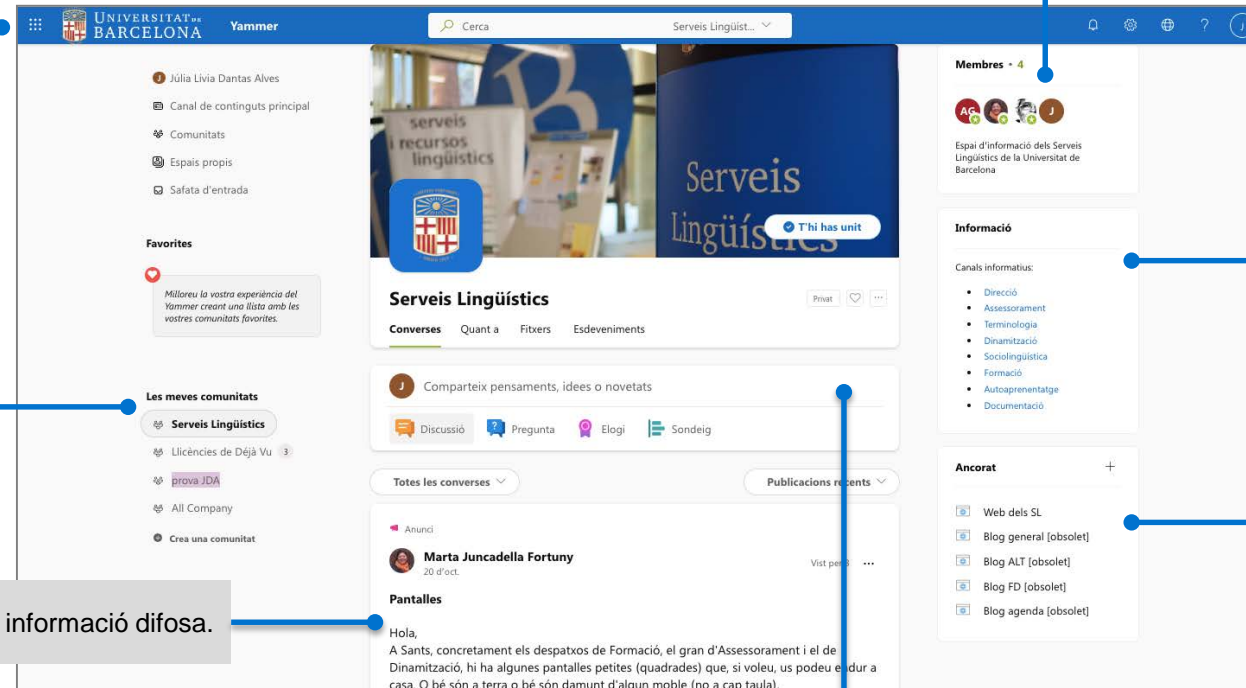 UNIVERSITAT DE
BARCELONA
Yammer
Cerca
Serveis Lingüist...
?
J
J
Júlia Lívia Dantas Alves
Canal de continguts principal
Comunitats
Espais propis
Safata d'entrada
Favorites
Milloreu la vostra experiència del
Yammer creant una llista amb les
vostres comunitats favorites.
Les meves comunitats
Serveis Lingüístics
Llicències de Déjà Vu 3
prova JDA
All Company
Crea una comunitat
informació difosa.
serveis
i recursos
lingüístics
Serveis
Lingüístics
T'hi has unit
Serveis Lingüístics
Privat
Converses Quant a Fitxers Esdeveniments
J
Comparteix pensaments, idees o novetats
Discussió Pregunta Elogi Sondeig
Totes les converses
Publicacions recents
Anunci
Marta Juncadella Fortuny
20 d'oct.
Vist per 8
Pantalles
Hola,
A Sants, concretament els despatxos de Formació, el gran d'Assessorament i el de
Dinamització, hi ha algunes pantalles petites (quadrades) que, si voleu, us podeu endur a
casa. O bé són a terra o bé són damunt d'algun moble (no a cap taula).
Membres • 4
AG J
Espai d'informació dels Serveis
Lingüístics de la Universitat de
Barcelona
Informació
Canals informatius:
Direcció
Assessorament
Terminologia
Dinamització
Sociolingüística
Formació
Autoaprenentatge
Documentació
Ancorat +
Web dels SL
Blog general [obsolet]
Blog ALT [obsolet]
Blog FD [obsolet]
Blog agenda [obsolet]